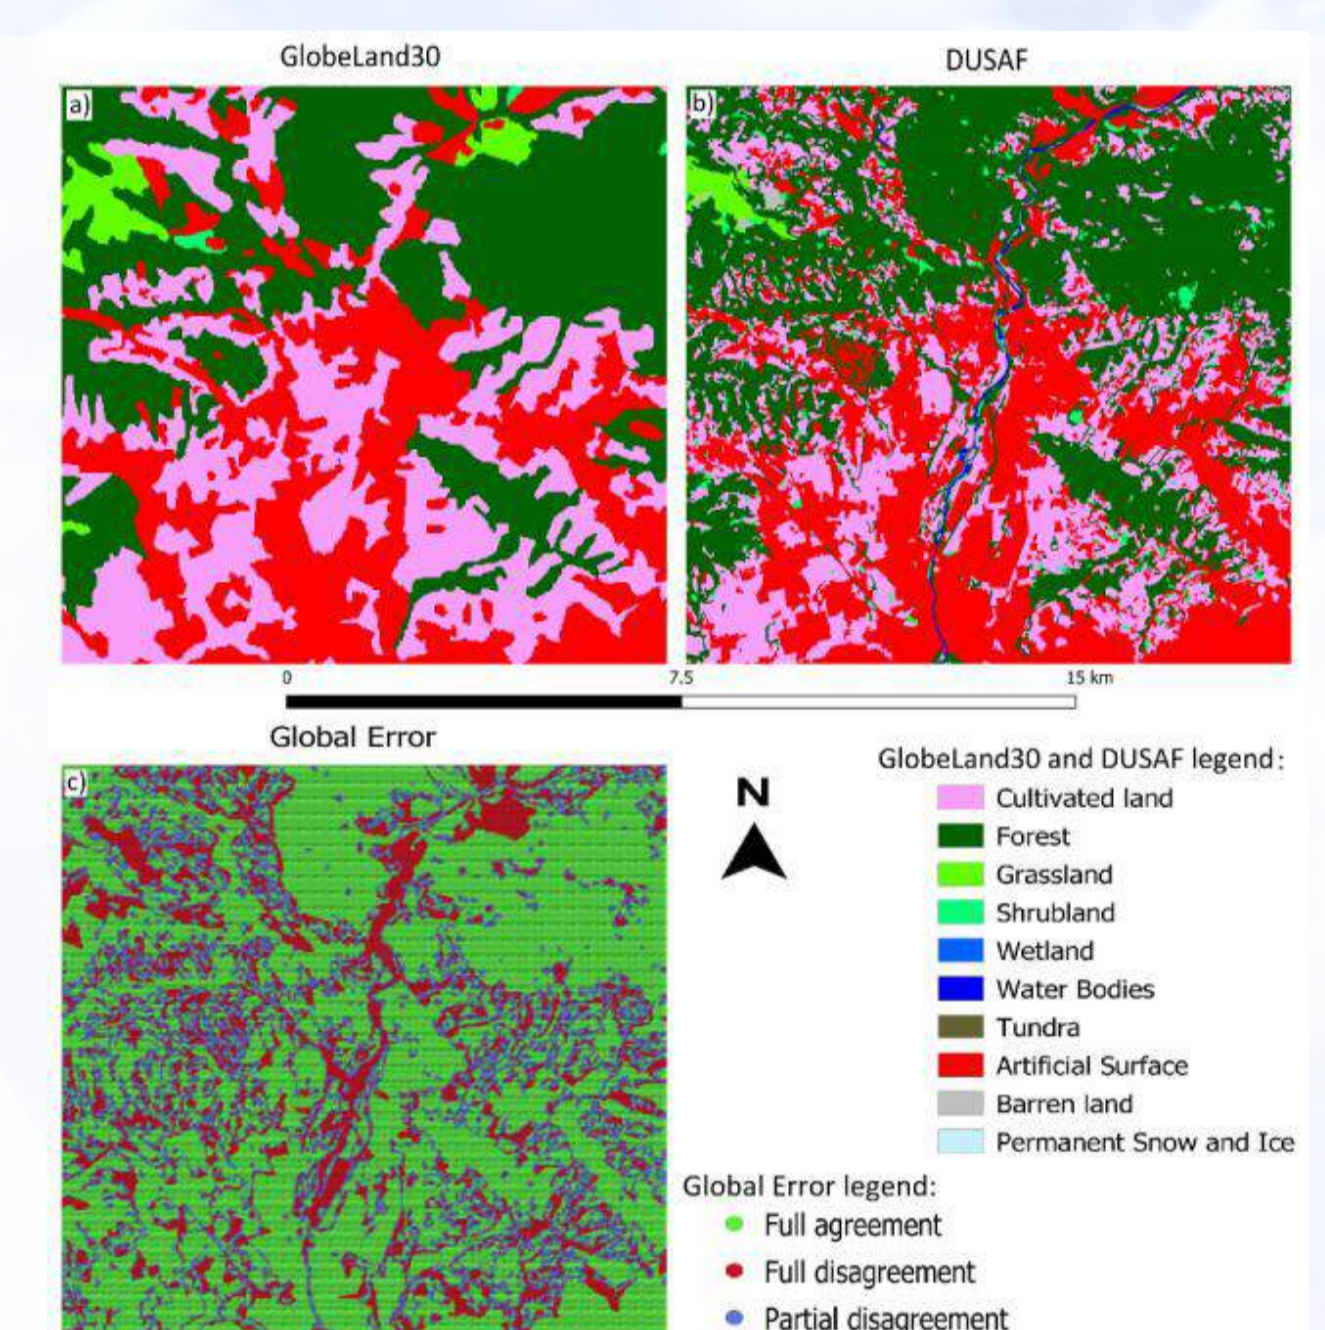 GlobeLand30
DUSAF
a)
b)
0 7.5 15 km
Global Error
c)
N
GlobeLand30 and DUSAF legend:
Cultivated land
Forest
Grassland
Shrubland
Wetland
Water Bodies
Tundra
Artificial Surface
Barren land
Permanent Snow and Ice
Global Error legend:
Full agreement
Full disagreement
Partial disagreement